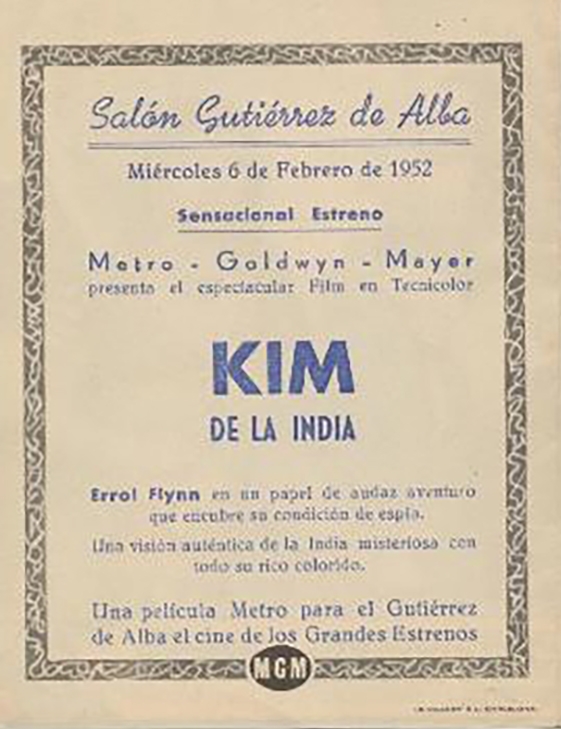 Salón Gutiérrez de Alba
Miércoles 6 de Febrero de 1952
Sensacional Estreno
Metro - Goldwyn - Mayer
presenta el espectacular Film en Tecnicolor
KIM
DE LA INDIA
Errol Flynn en un papel de audaz aventuro
que encubre su condición de espía.
Una visión auténtica de la India misteriosa con
todo su rico colorido.
Una película Metro para el Gutiérrez
de Alba el cine de los Grandes Estrenos
MGM